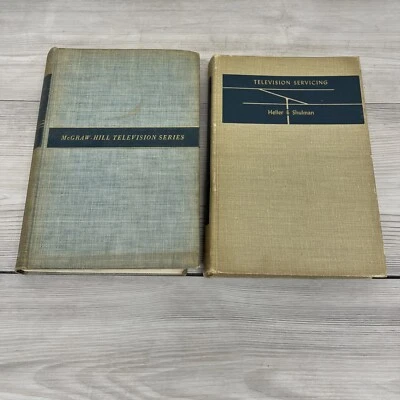 McGRAW-HILL TELEVISION SERIES
TELEVISION SERVICING
Heller & Shulman